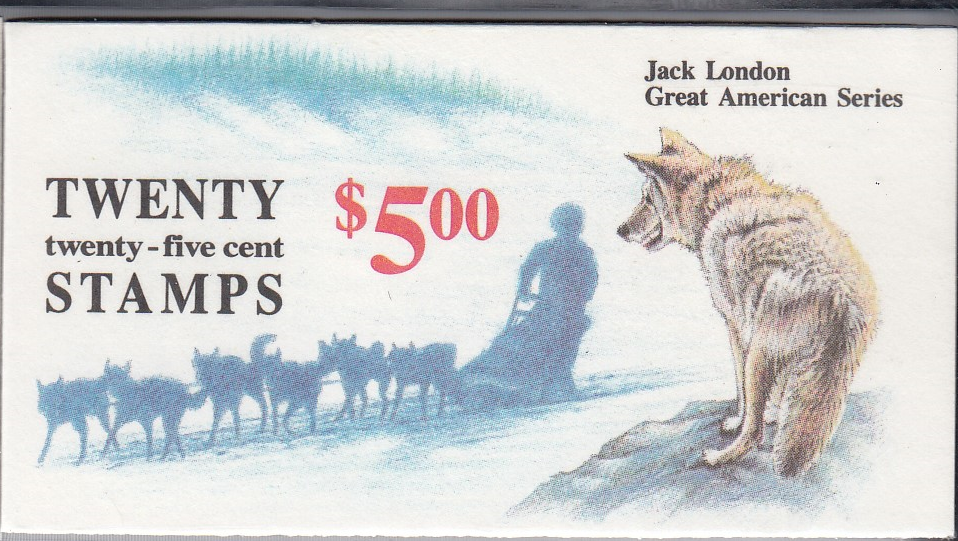 Jack London
Great American Series
TWENTY
twenty-five cent
STAMPS
$5.00